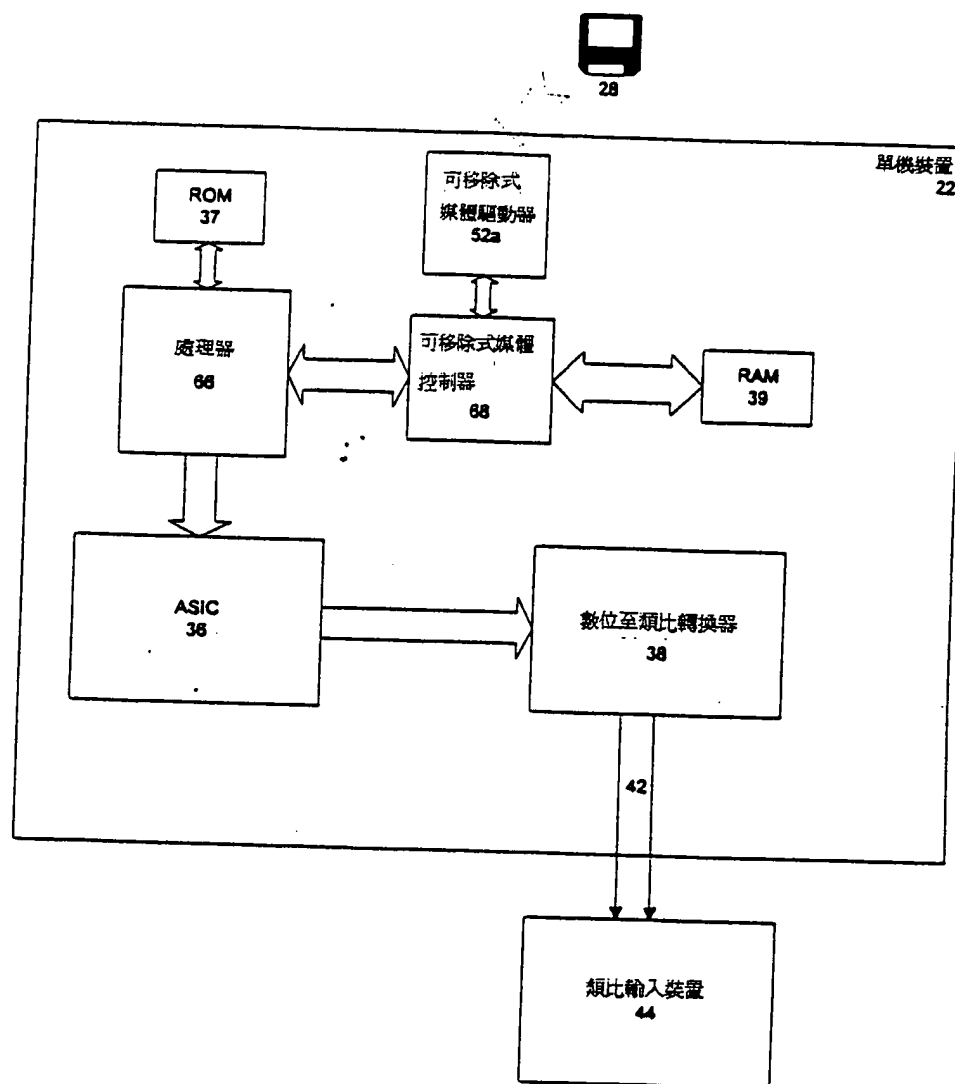 28
單機裝置
22
ROM
37
可移除式
媒體驅動器
52a
處理器
66
可移除式媒體
控制器
68
RAM
39
ASIC
36
數位至類比轉換器
38
42
類比輸入裝置
44